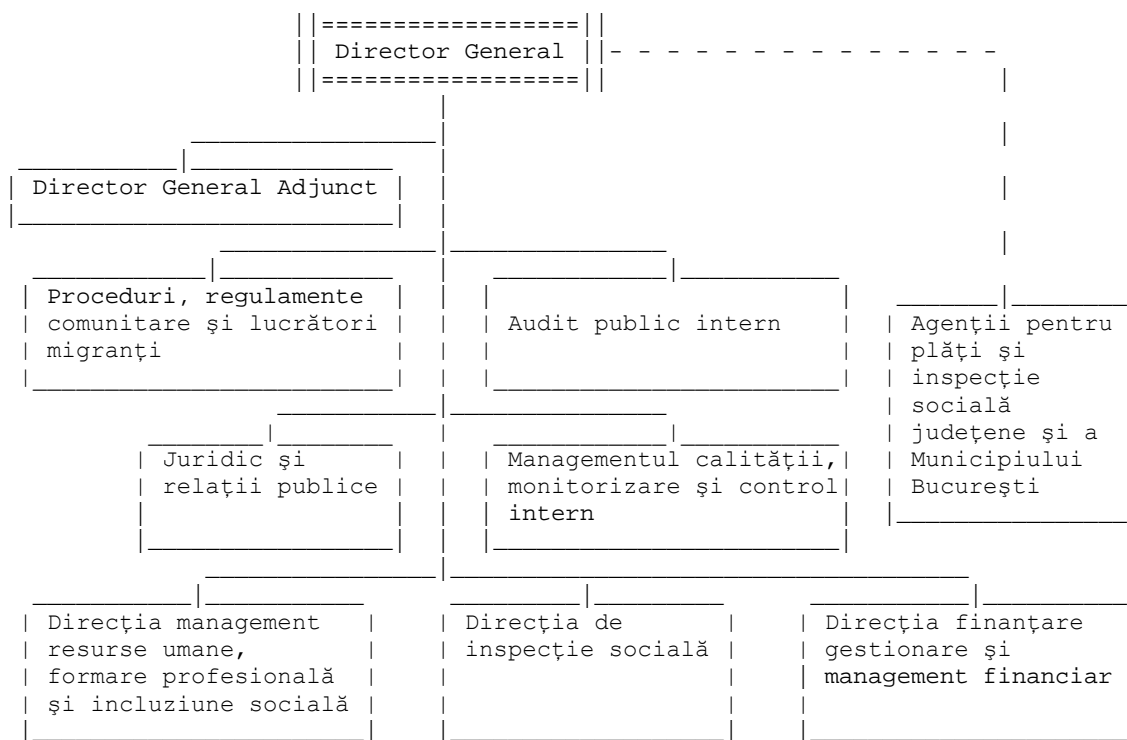 Director General
Director General Adjunct
Proceduri, regulamente
comunitare şi lucrători
migranţi
Audit public intern
Agenţii pentru
plăţi şi
inspecţie
socială
judeţene şi a
Municipiului
Bucureşti
Juridic şi
relaţii publice
Managementul calităţii,
monitorizare şi control
intern
Direcţia management
resurse umane,
formare profesională
şi incluziune socială
Direcţia de
inspecţie socială
Direcţia finanţare
gestionare şi
management financiar